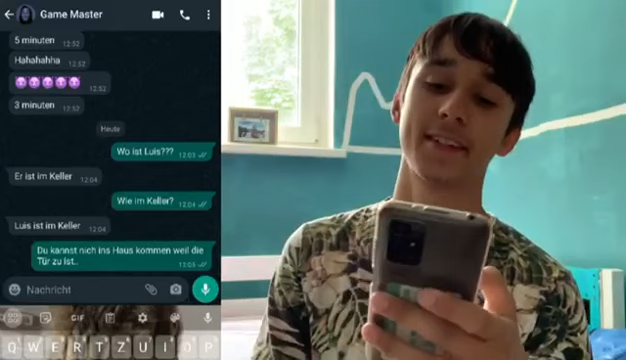 Game Master
5 minuten 12:52
Hahahahha 12:52
😈😈😈😈😈 12:52
3 minuten 12:52
Heute
Wo ist Luis??? 12:03
Er ist im Keller 12:04
Wie im Keller? 12:04
Luis ist im Keller 12:04
Du kannst nich ins Haus kommen weil die
Tür zu ist.. 12:05
Nachricht
GIF
Q W E R T Z U I O P